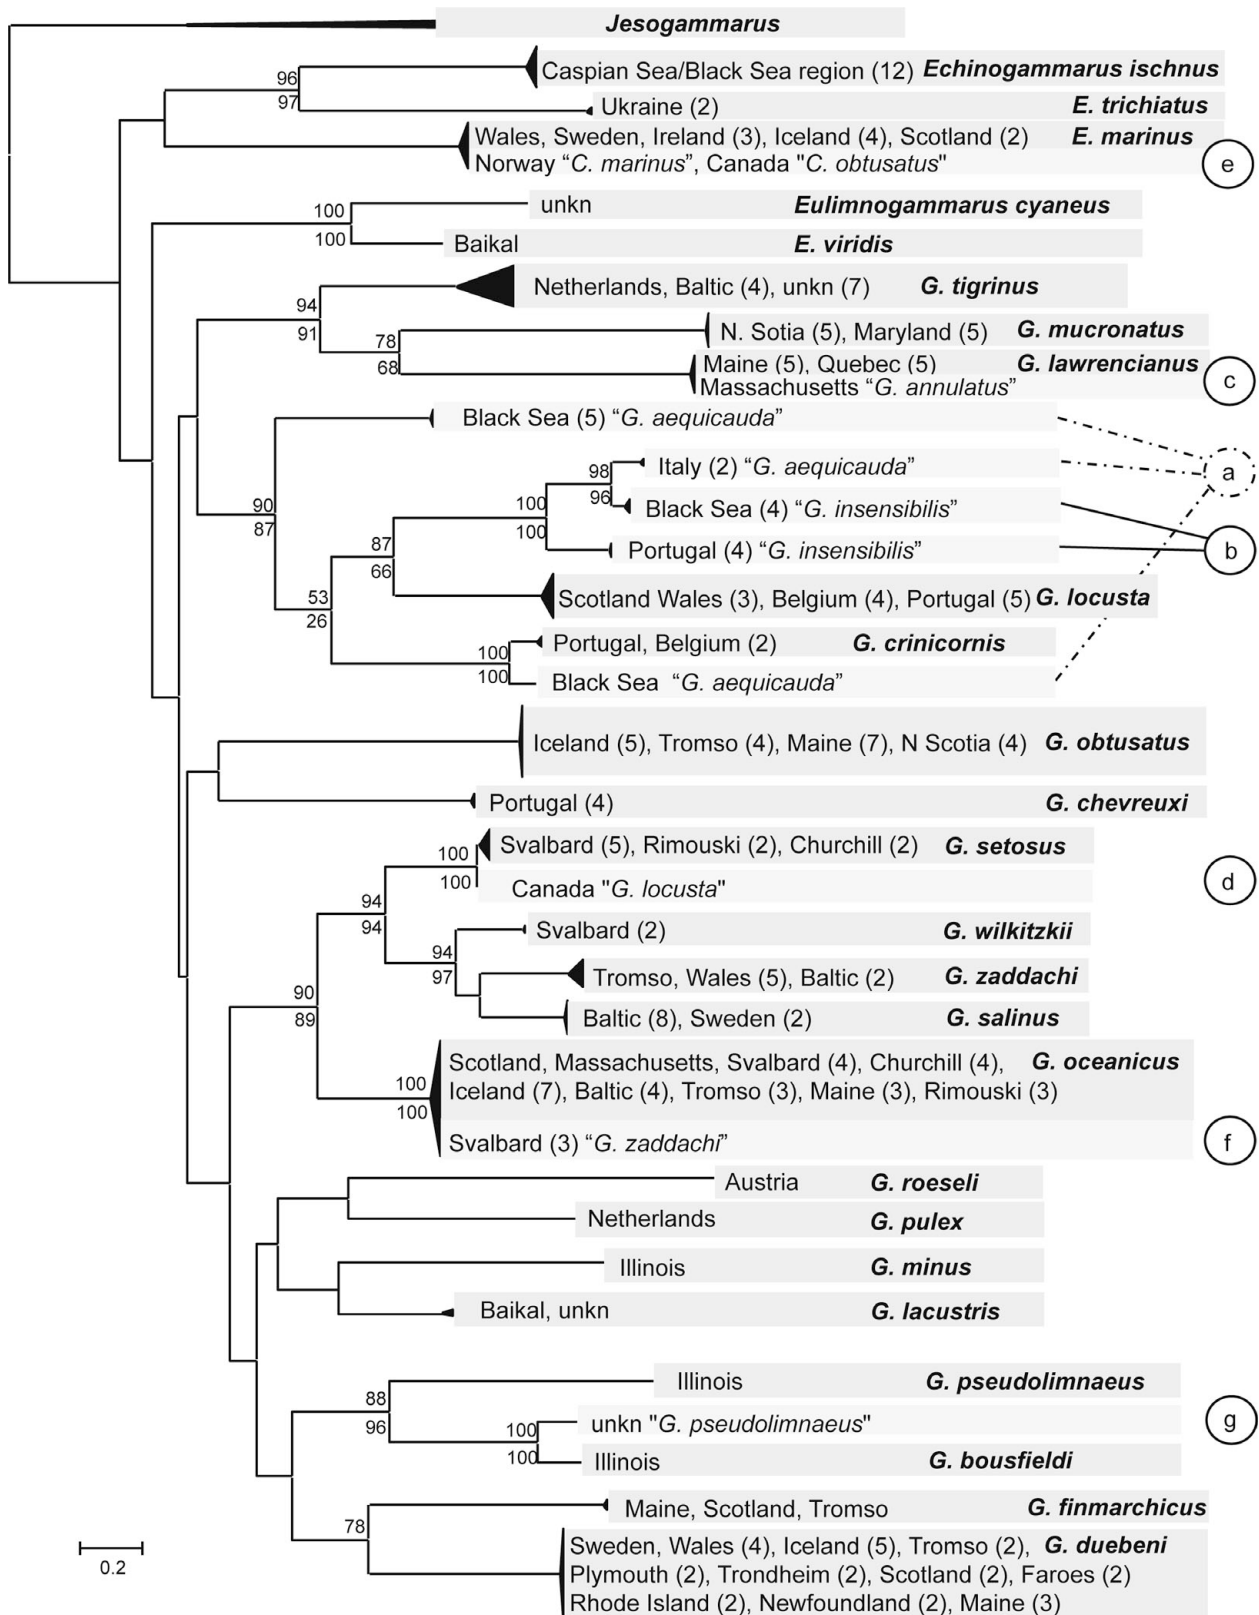 Jesogammarus
96
97
Caspian Sea/Black Sea region (12) Echinogammarus ischnus
Ukraine (2) E. trichiatus
Wales, Sweden, Ireland (3), Iceland (4), Scotland (2) E. marinus
Norway “C. marinus”, Canada "C. obtusatus"
e
100
100
unkn Eulimnogammarus cyaneus
Baikal E. viridis
94
91
Netherlands, Baltic (4), unkn (7) G. tigrinus
78
68
N. Sotia (5), Maryland (5) G. mucronatus
Maine (5), Quebec (5) G. lawrencianus
Massachusetts “G. annulatus”
c
Black Sea (5) “G. aequicauda”
a
98
96
Italy (2) “G. aequicauda”
90
87
100
100
Black Sea (4) “G. insensibilis”
Portugal (4) “G. insensibilis”
b
87
66
53
26
Scotland Wales (3), Belgium (4), Portugal (5) G. locusta
100
100
Portugal, Belgium (2) G. crinicornis
Black Sea “G. aequicauda”
Iceland (5), Tromso (4), Maine (7), N Scotia (4) G. obtusatus
Portugal (4) G. chevreuxi
100
100
Svalbard (5), Rimouski (2), Churchill (2) G. setosus
Canada "G. locusta"
d
94
94
Svalbard (2) G. wilkitzkii
94
97
Tromso, Wales (5), Baltic (2) G. zaddachi
90
89
Baltic (8), Sweden (2) G. salinus
100
100
Scotland, Massachusetts, Svalbard (4), Churchill (4), G. oceanicus
Iceland (7), Baltic (4), Tromso (3), Maine (3), Rimouski (3)
Svalbard (3) “G. zaddachi”
f
Austria G. roeseli
Netherlands G. pulex
Illinois G. minus
Baikal, unkn G. lacustris
88
96
Illinois G. pseudolimnaeus
100
100
unkn "G. pseudolimnaeus"
g
Illinois G. bousfieldi
78
Maine, Scotland, Tromso G. finmarchicus
Sweden, Wales (4), Iceland (5), Tromso (2), G. duebeni
Plymouth (2), Trondheim (2), Scotland (2), Faroes (2)
Rhode Island (2), Newfoundland (2), Maine (3)
0.2